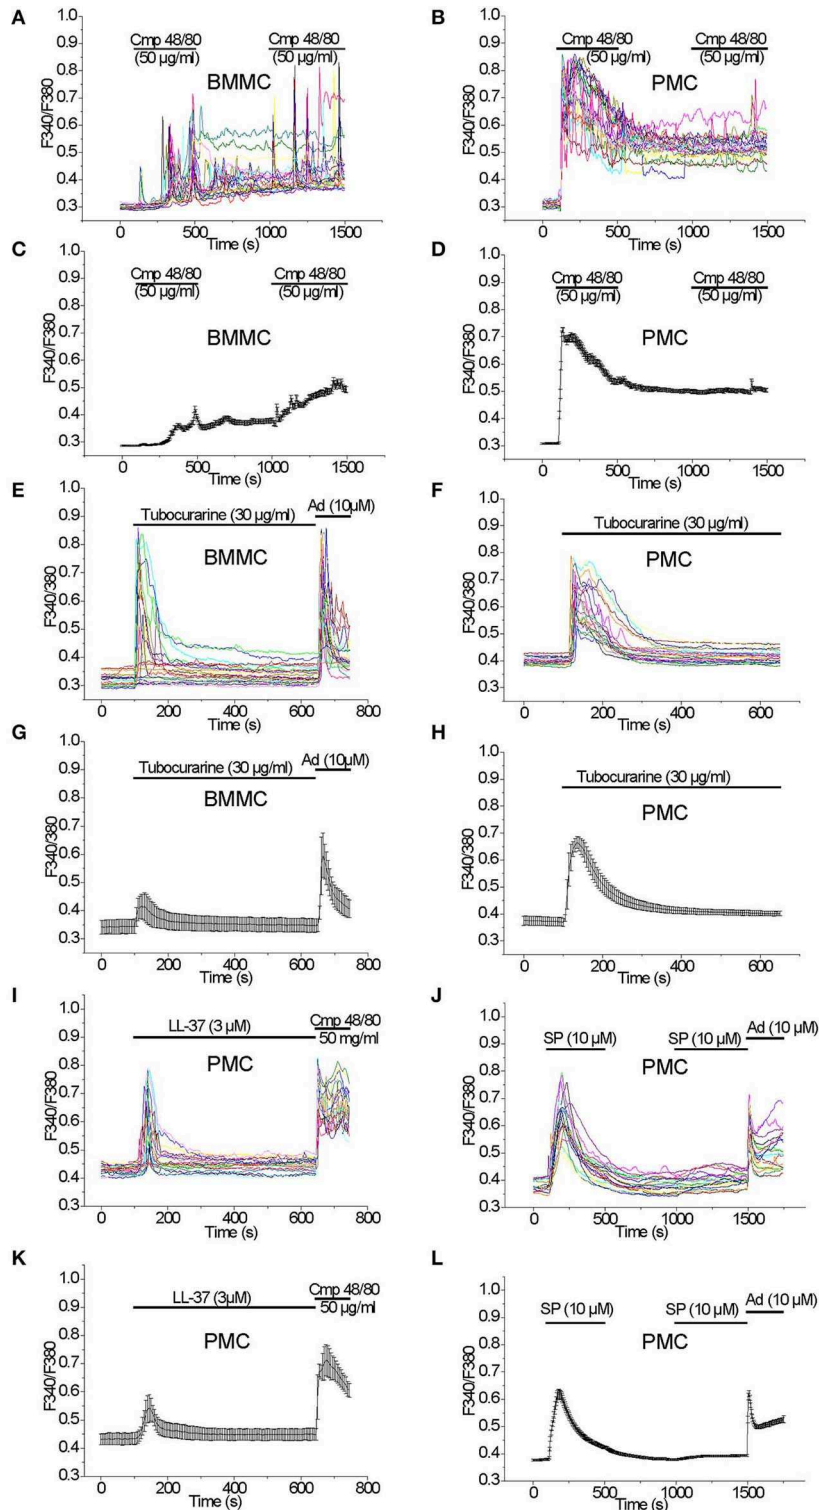 A
Cmp 48/80 Cmp 48/80
(50 µg/ml) (50 µg/ml)
BMMC
F340/F380
1.0
0.9
0.8
0.7
0.6
0.5
0.4
0.3
0 500 1000 1500
Time (s)
B
Cmp 48/80 Cmp 48/80
(50 µg/ml) (50 µg/ml)
PMC
F340/F380
1.0
0.9
0.8
0.7
0.6
0.5
0.4
0.3
0 500 1000 1500
Time (s)
C
Cmp 48/80 Cmp 48/80
(50 µg/ml) (50 µg/ml)
BMMC
F340/F380
1.0
0.9
0.8
0.7
0.6
0.5
0.4
0.3
0 500 1000 1500
Time (s)
D
Cmp 48/80 Cmp 48/80
(50 µg/ml) (50 µg/ml)
PMC
F340/F380
1.0
0.9
0.8
0.7
0.6
0.5
0.4
0.3
0 500 1000 1500
Time (s)
E
Tubocurarine (30 µg/ml) Ad (10µM)
BMMC
F340/380
1.0
0.9
0.8
0.7
0.6
0.5
0.4
0.3
0 200 400 600 800
Time (s)
F
Tubocurarine (30 µg/ml)
PMC
F340/380
1.0
0.9
0.8
0.7
0.6
0.5
0.4
0.3
0 200 400 600
Time (s)
G
Tubocurarine (30 µg/ml) Ad (10µM)
BMMC
F340/380
1.0
0.9
0.8
0.7
0.6
0.5
0.4
0.3
0 200 400 600 800
Time (s)
H
Tubocurarine (30 µg/ml)
PMC
F340/380
1.0
0.9
0.8
0.7
0.6
0.5
0.4
0.3
0 200 400 600
Time (s)
I
LL-37 (3 µM) Cmp 48/80
50 mg/ml
PMC
F340/F380
1.0
0.9
0.8
0.7
0.6
0.5
0.4
0.3
0 200 400 600 800
Time (s)
J
SP (10 µM) SP (10 µM) Ad (10 µM)
PMC
F340/F380
1.0
0.9
0.8
0.7
0.6
0.5
0.4
0.3
0 500 1000 1500
Time (s)
K
LL-37 (3µM) Cmp 48/80
50 µg/ml
PMC
F340/F380
1.0
0.9
0.8
0.7
0.6
0.5
0.4
0.3
0 200 400 600 800
Time (s)
L
SP (10 µM) SP (10 µM) Ad (10 µM)
PMC
F340/F380
1.0
0.9
0.8
0.7
0.6
0.5
0.4
0.3
0 500 1000 1500
Time (s)